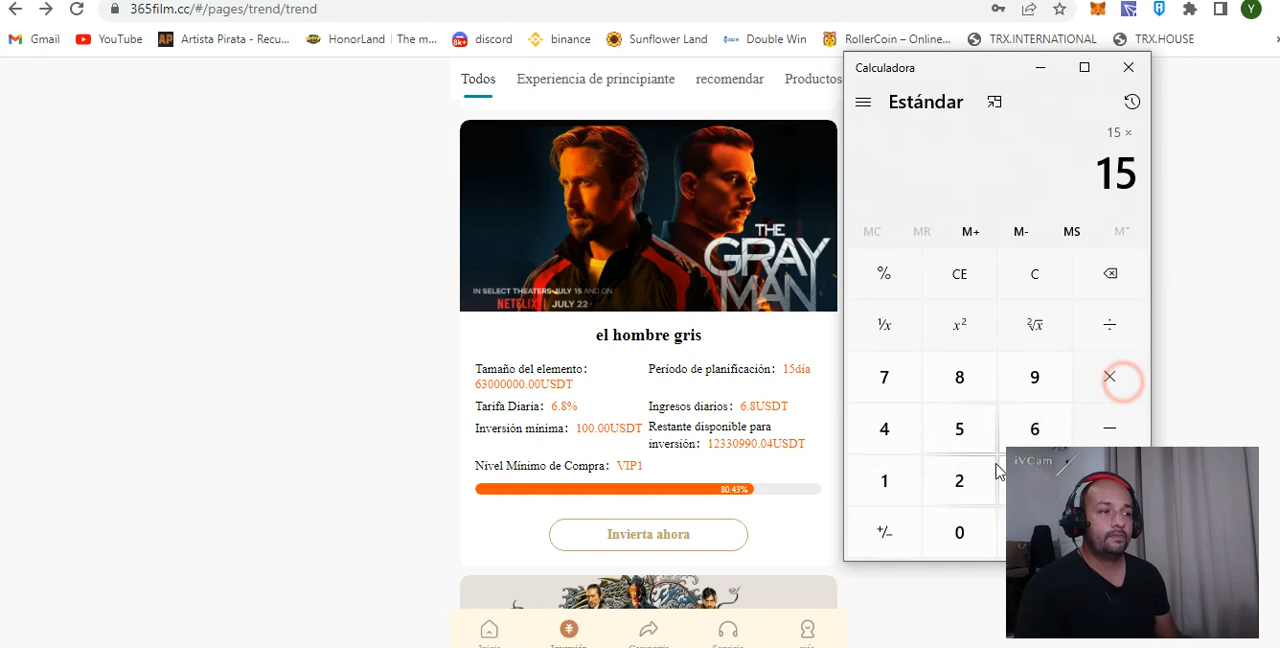 365film.cc/#/pages/trend/trend
Gmail YouTube Artista Pirata - Recu... HonorLand | The m... discord binance Sunflower Land Double Win RollerCoin – Online... TRX.INTERNATIONAL TRX.HOUSE
Todos Experiencia de principiante recomendar Productos
THE GRAY MAN
IN SELECT THEATERS JULY 15 AND ON
NETFLIX | JULY 22
el hombre gris
Tamaño del elemento: 63000000.00USDT
Período de planificación: 15día
Tarifa Diaria: 6.8%
Ingresos diarios: 6.8USDT
Inversión mínima: 100.00USDT
Restante disponible para
inversión: 12330990.04USDT
Nivel Mínimo de Compra: VIP1
80.43%
Invierta ahora
Calculadora
Estándar
15 ×
15
MC MR M+ M- MS M˅
% CE C
¹/x x² ²√x ÷
7 8 9 ×
4 5 6 −
1 2
+/− 0
iVCam
Y